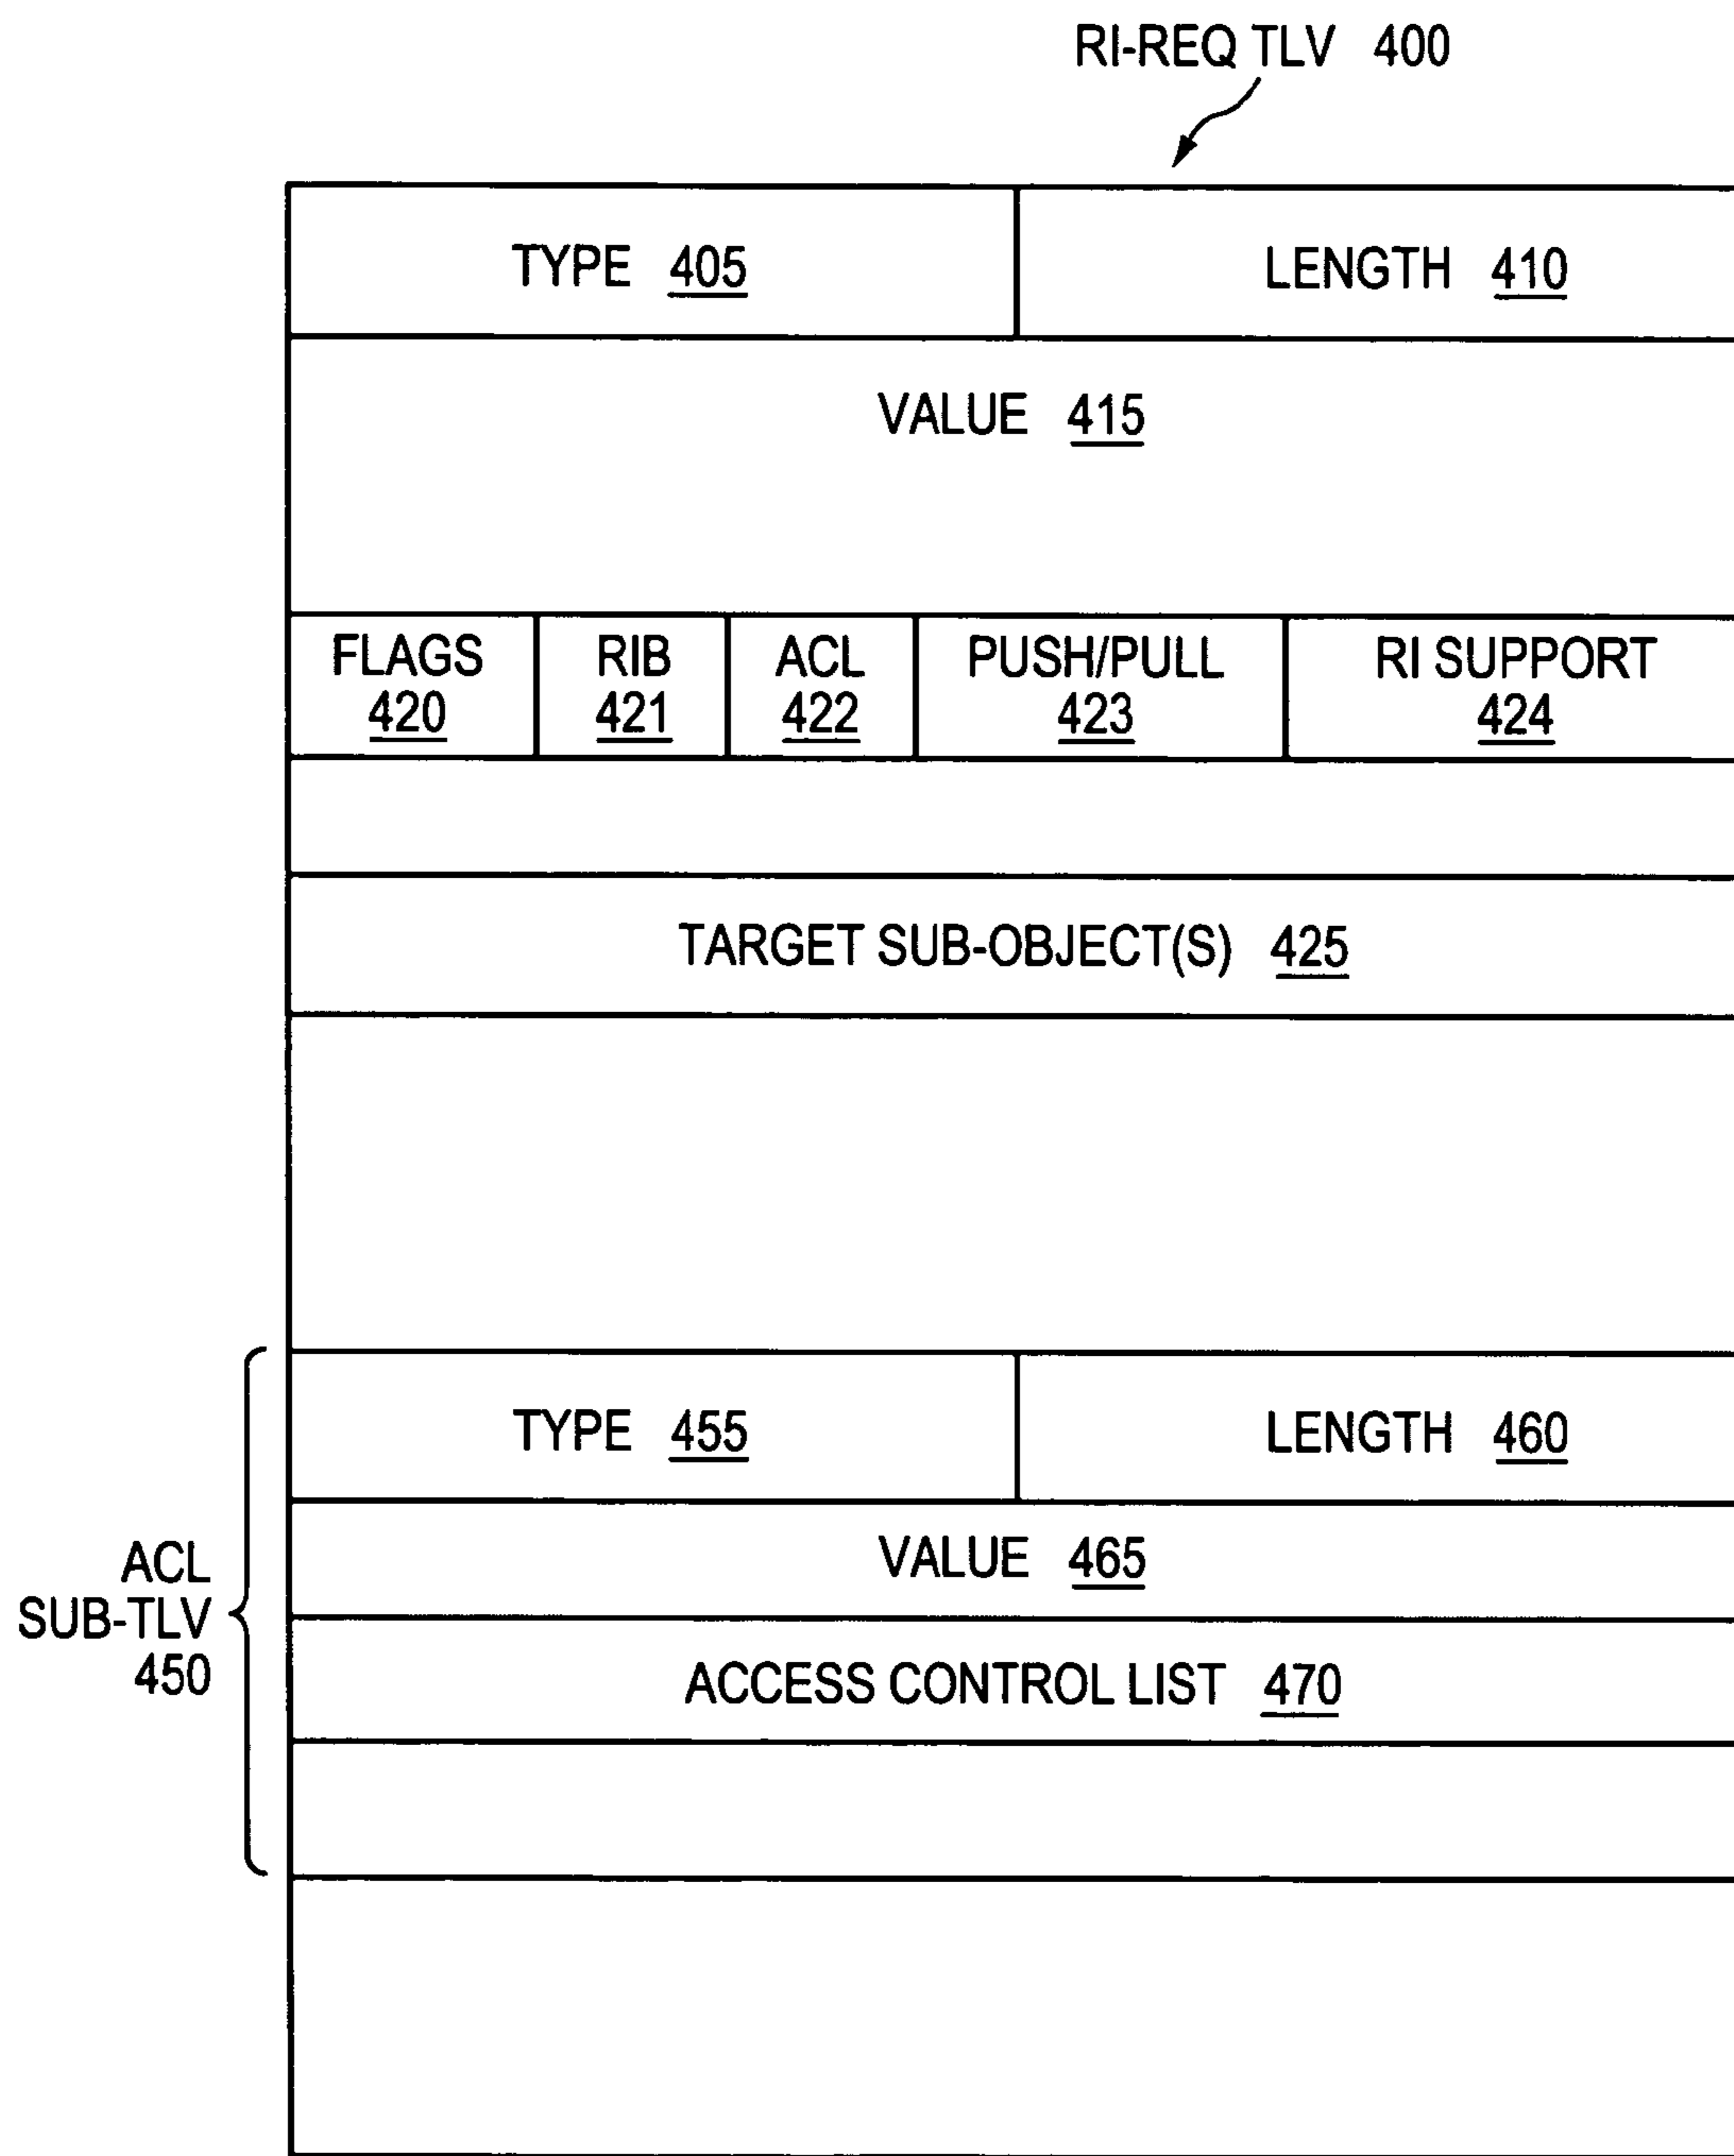 RI-REQ TLV 400
TYPE 405
LENGTH 410
VALUE 415
FLAGS
420
RIB
421
ACL
422
PUSH/PULL
423
RI SUPPORT
424
TARGET SUB-OBJECT(S) 425
TYPE 455
LENGTH 460
VALUE 465
ACL
SUB-TLV
450
ACCESS CONTROL LIST 470